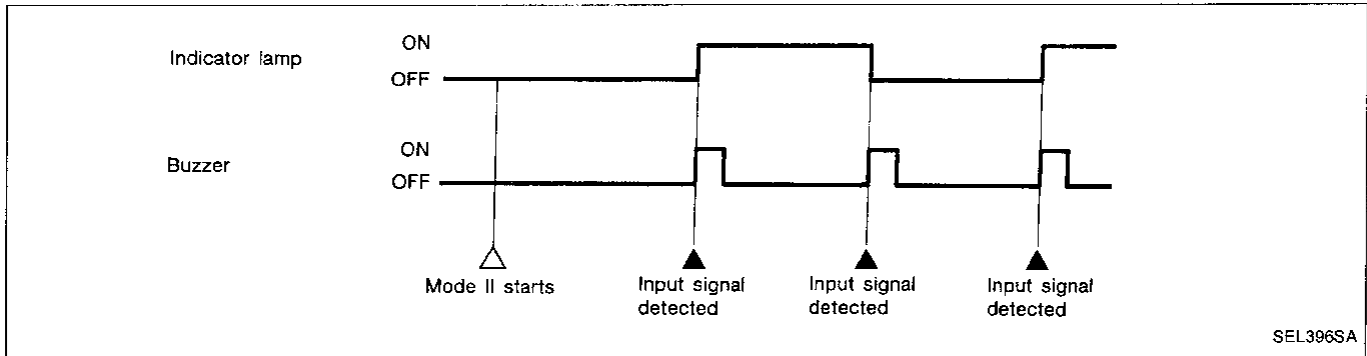 Indicator lamp
ON
OFF
Buzzer
ON
OFF
Mode II starts
Input signal
detected
Input signal
detected
Input signal
detected
SEL396SA